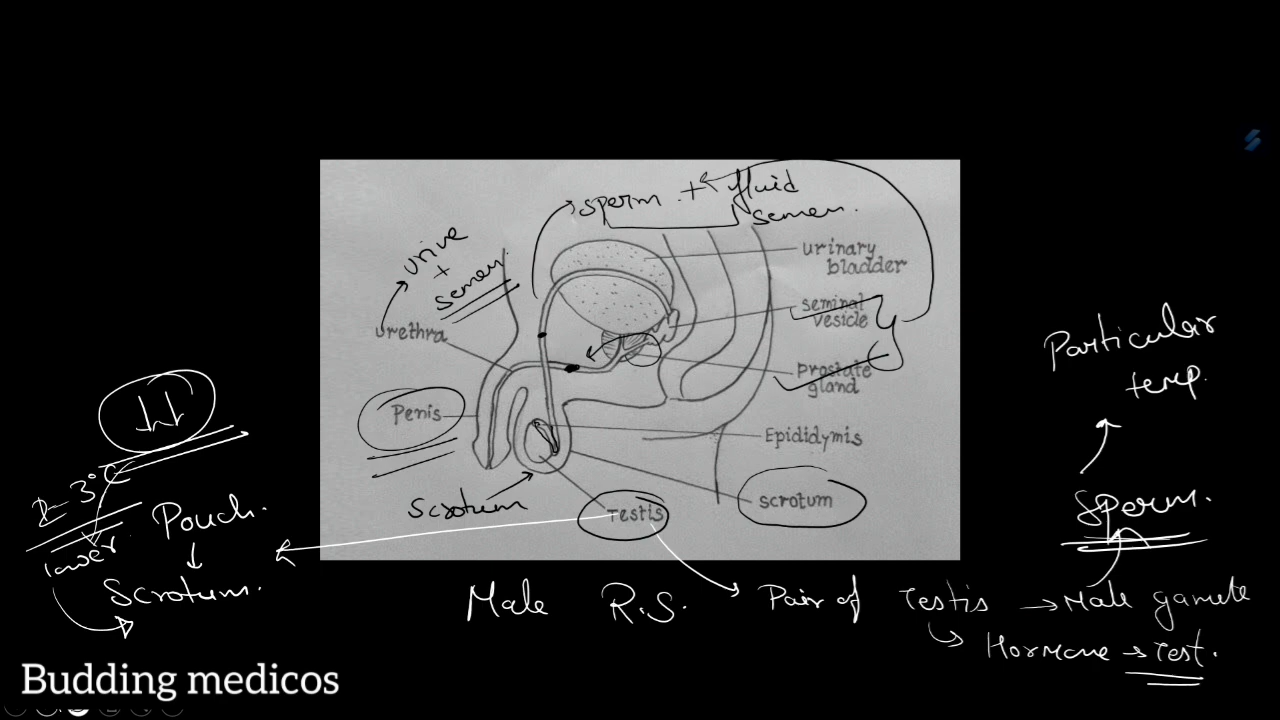 sperm + fluid
semen.
urine
+
semen
urinary
bladder
seminal
vesicle
urethra
prostate
gland
Penis
Epididymis
scrotum
Scrotum
Testis
Particular
temp.
Sperm.
2-3°C
lower
Pouch.
↓
Scrotum.
Male R.S.
Pair of Testis → Male gamete
Hormone → Test.
Budding medicos